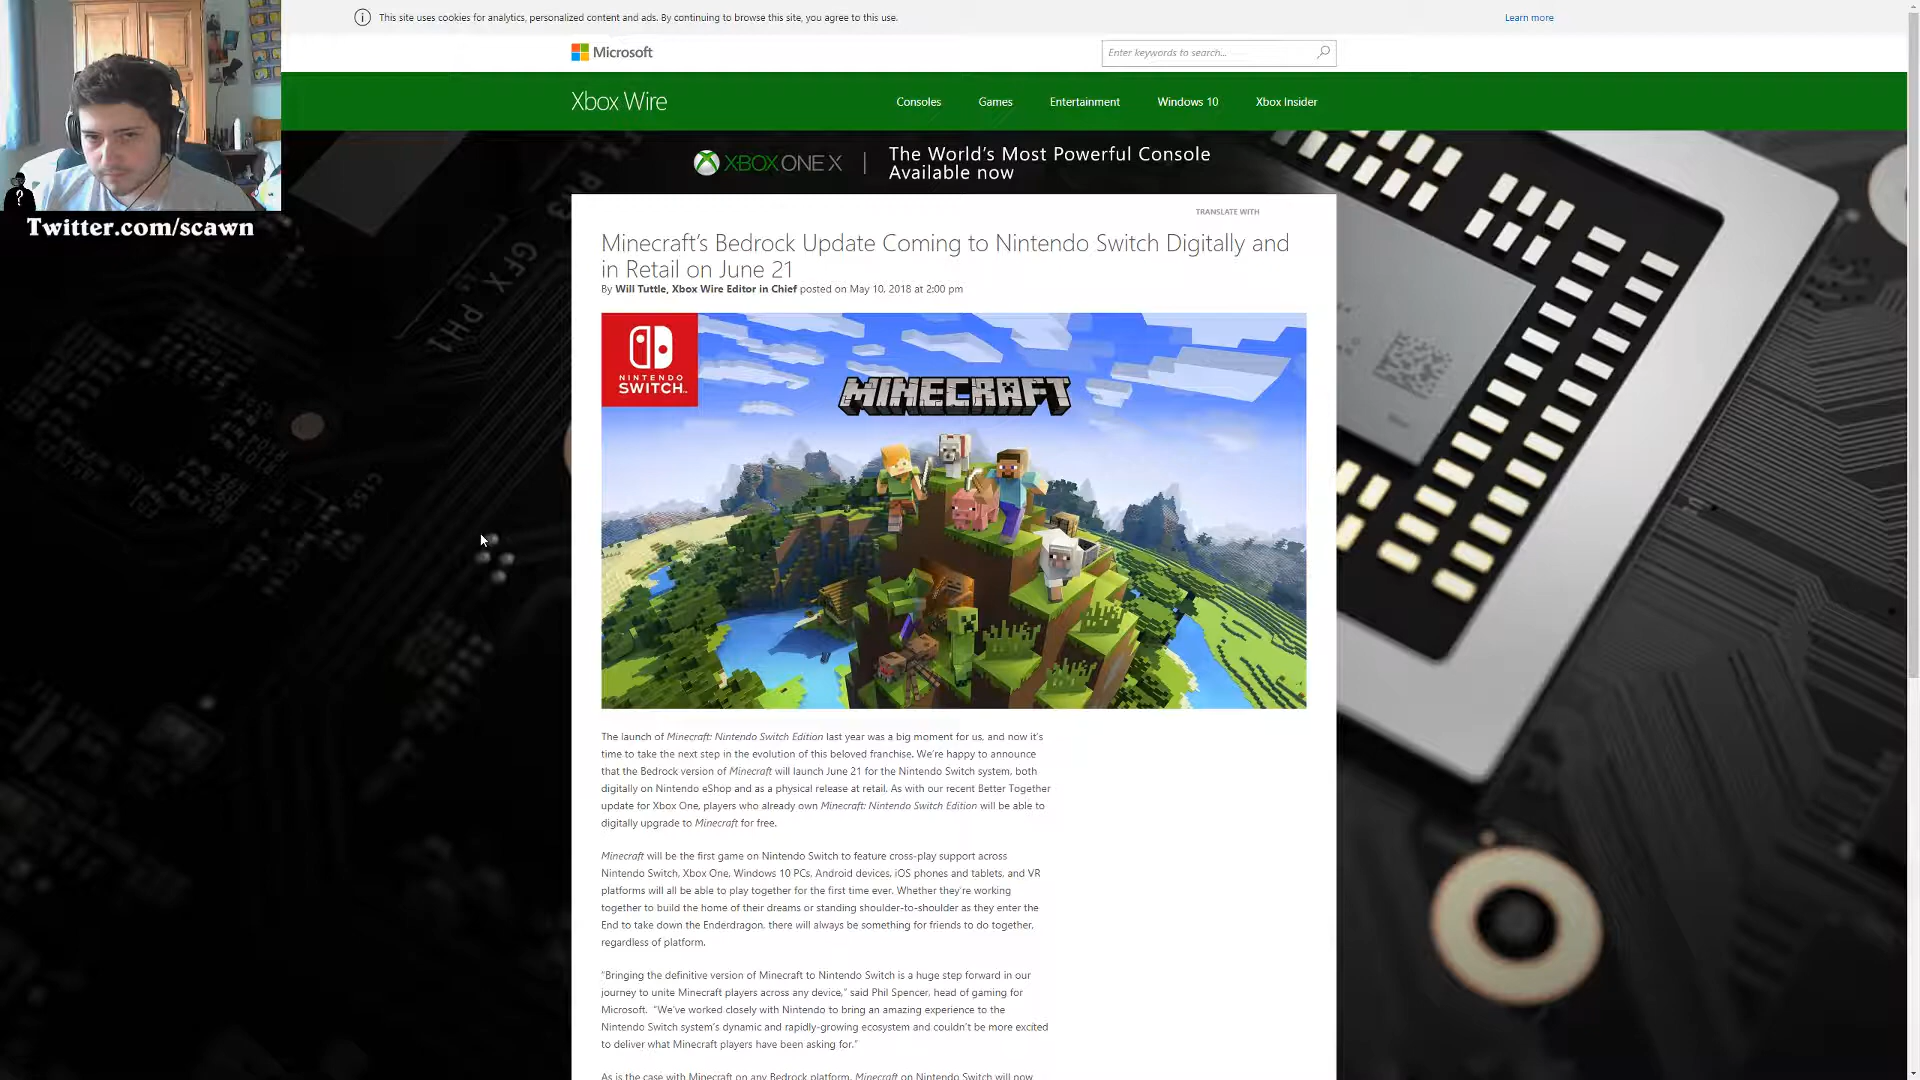 This site uses cookies for analytics, personalized content and ads. By continuing to browse this site, you agree to this use.
Learn more
Microsoft
Enter keywords to search...
Xbox Wire
Consoles
Games
Entertainment
Windows 10
Xbox Insider
XBOX ONE X
The World's Most Powerful Console
Available now
Twitter.com/scawn
TRANSLATE WITH
Minecraft's Bedrock Update Coming to Nintendo Switch Digitally and
in Retail on June 21
By Will Tuttle, Xbox Wire Editor in Chief posted on May 10, 2018 at 2:00 pm
NINTENDO
SWITCH
MINECRAFT
The launch of Minecraft: Nintendo Switch Edition last year was a big moment for us, and now it's
time to take the next step in the evolution of this beloved franchise. We're happy to announce
that the Bedrock version of Minecraft will launch June 21 for the Nintendo Switch system, both
digitally on Nintendo eShop and as a physical release at retail. As with our recent Better Together
update for Xbox One, players who already own Minecraft: Nintendo Switch Edition will be able to
digitally upgrade to Minecraft for free.
Minecraft will be the first game on Nintendo Switch to feature cross-play support across
Nintendo Switch, Xbox One, Windows 10 PCs, Android devices, iOS phones and tablets, and VR
platforms will all be able to play together for the first time ever. Whether they're working
together to build the home of their dreams or standing shoulder-to-shoulder as they enter the
End to take down the Enderdragon, there will always be something for friends to do together,
regardless of platform.
"Bringing the definitive version of Minecraft to Nintendo Switch is a huge step forward in our
journey to unite Minecraft players across any device," said Phil Spencer, head of gaming for
Microsoft. "We've worked closely with Nintendo to bring an amazing experience to the
Nintendo Switch system's dynamic and rapidly-growing ecosystem and couldn't be more excited
to deliver what Minecraft players have been asking for."
As is the case with Minecraft on any Bedrock platform, Minecraft on Nintendo Switch will now